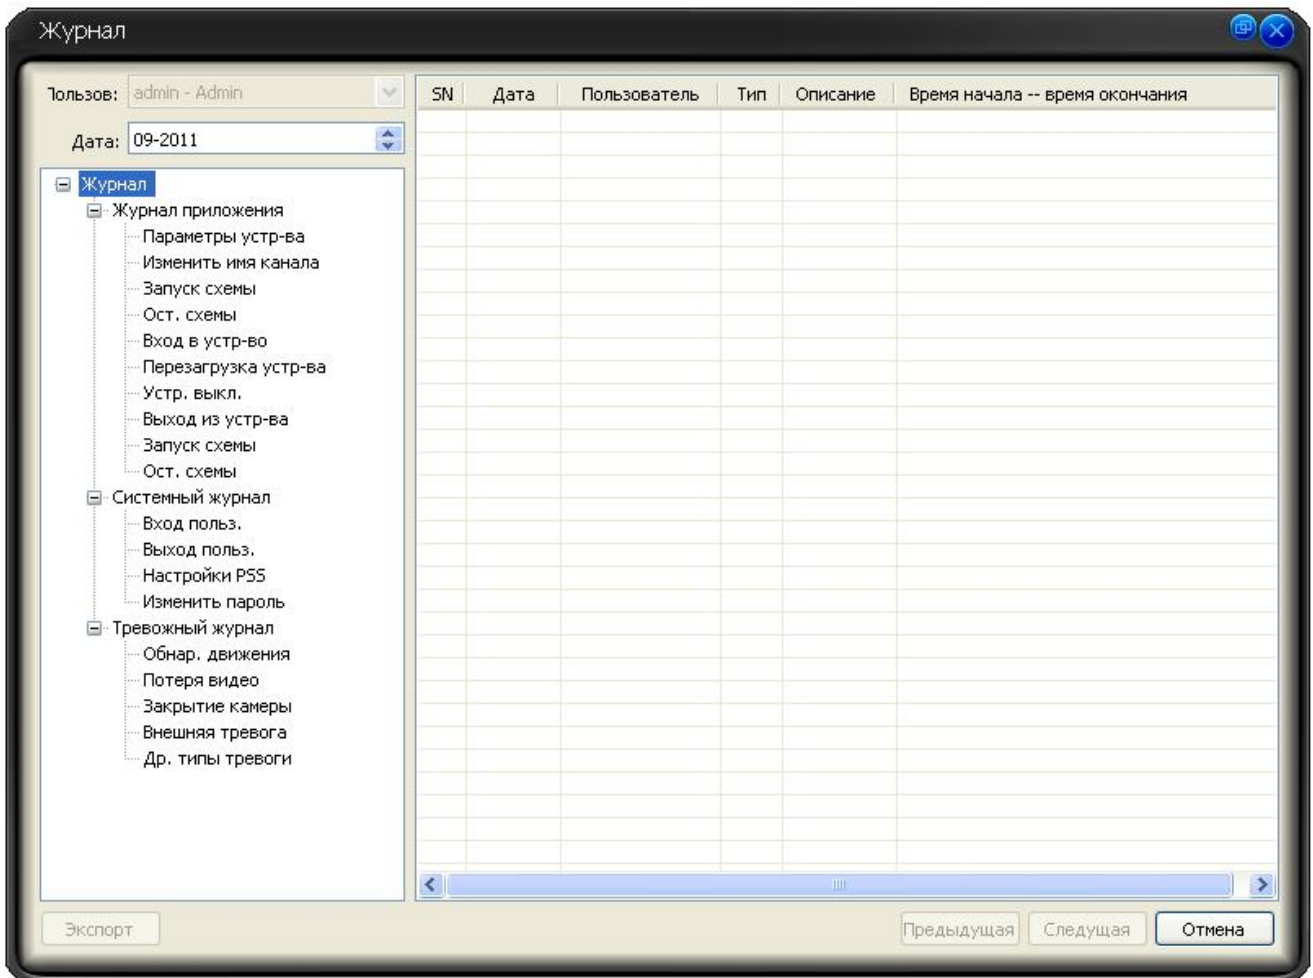 Журнал
Пользов: admin - Admin
Дата: 09-2011
Журнал
Журнал приложения
Параметры устр-ва
Изменить имя канала
Запуск схемы
Ост. схемы
Вход в устр-во
Перезагрузка устр-ва
Устр. выкл.
Выход из устр-ва
Запуск схемы
Ост. схемы
Системный журнал
Вход польз.
Выход польз.
Настройки PSS
Изменить пароль
Тревожный журнал
Обнар. движения
Потеря видео
Закрытие камеры
Внешняя тревога
Др. типы тревоги
SN Дата Пользователь Тип Описание Время начала -- время окончания
Экспорт Предыдущая Следущая Отмена